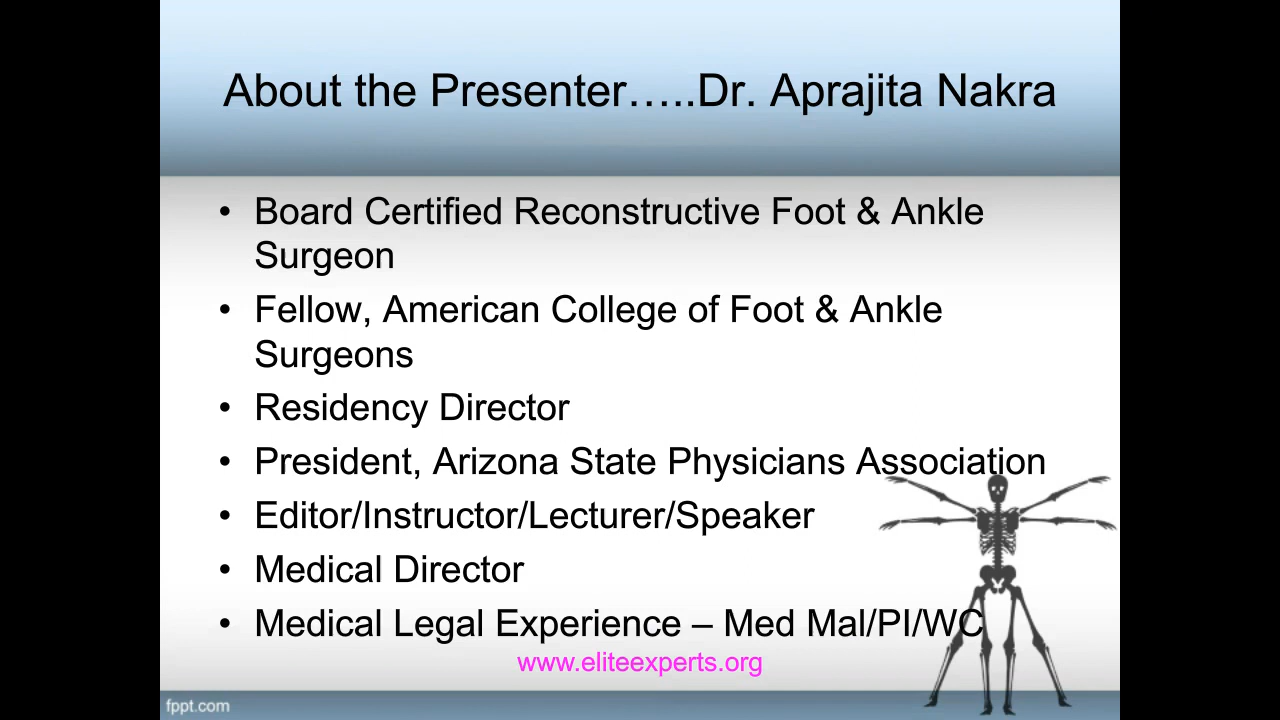 About the Presenter…..Dr. Aprajita Nakra
• Board Certified Reconstructive Foot & Ankle
Surgeon
• Fellow, American College of Foot & Ankle
Surgeons
• Residency Director
• President, Arizona State Physicians Association
• Editor/Instructor/Lecturer/Speaker
• Medical Director
• Medical Legal Experience – Med Mal/PI/WC
www.eliteexperts.org
fppt.com